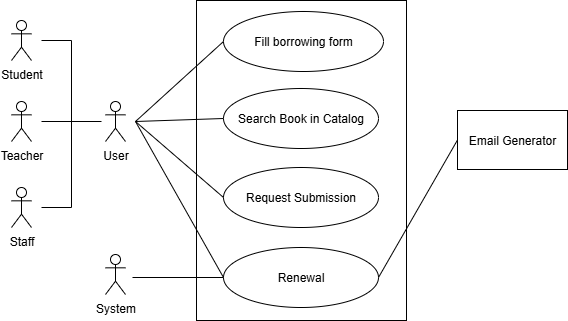 Fill borrowing form
Student
Search Book in Catalog
Teacher
User
Email Generator
Request Submission
Staff
Renewal
System